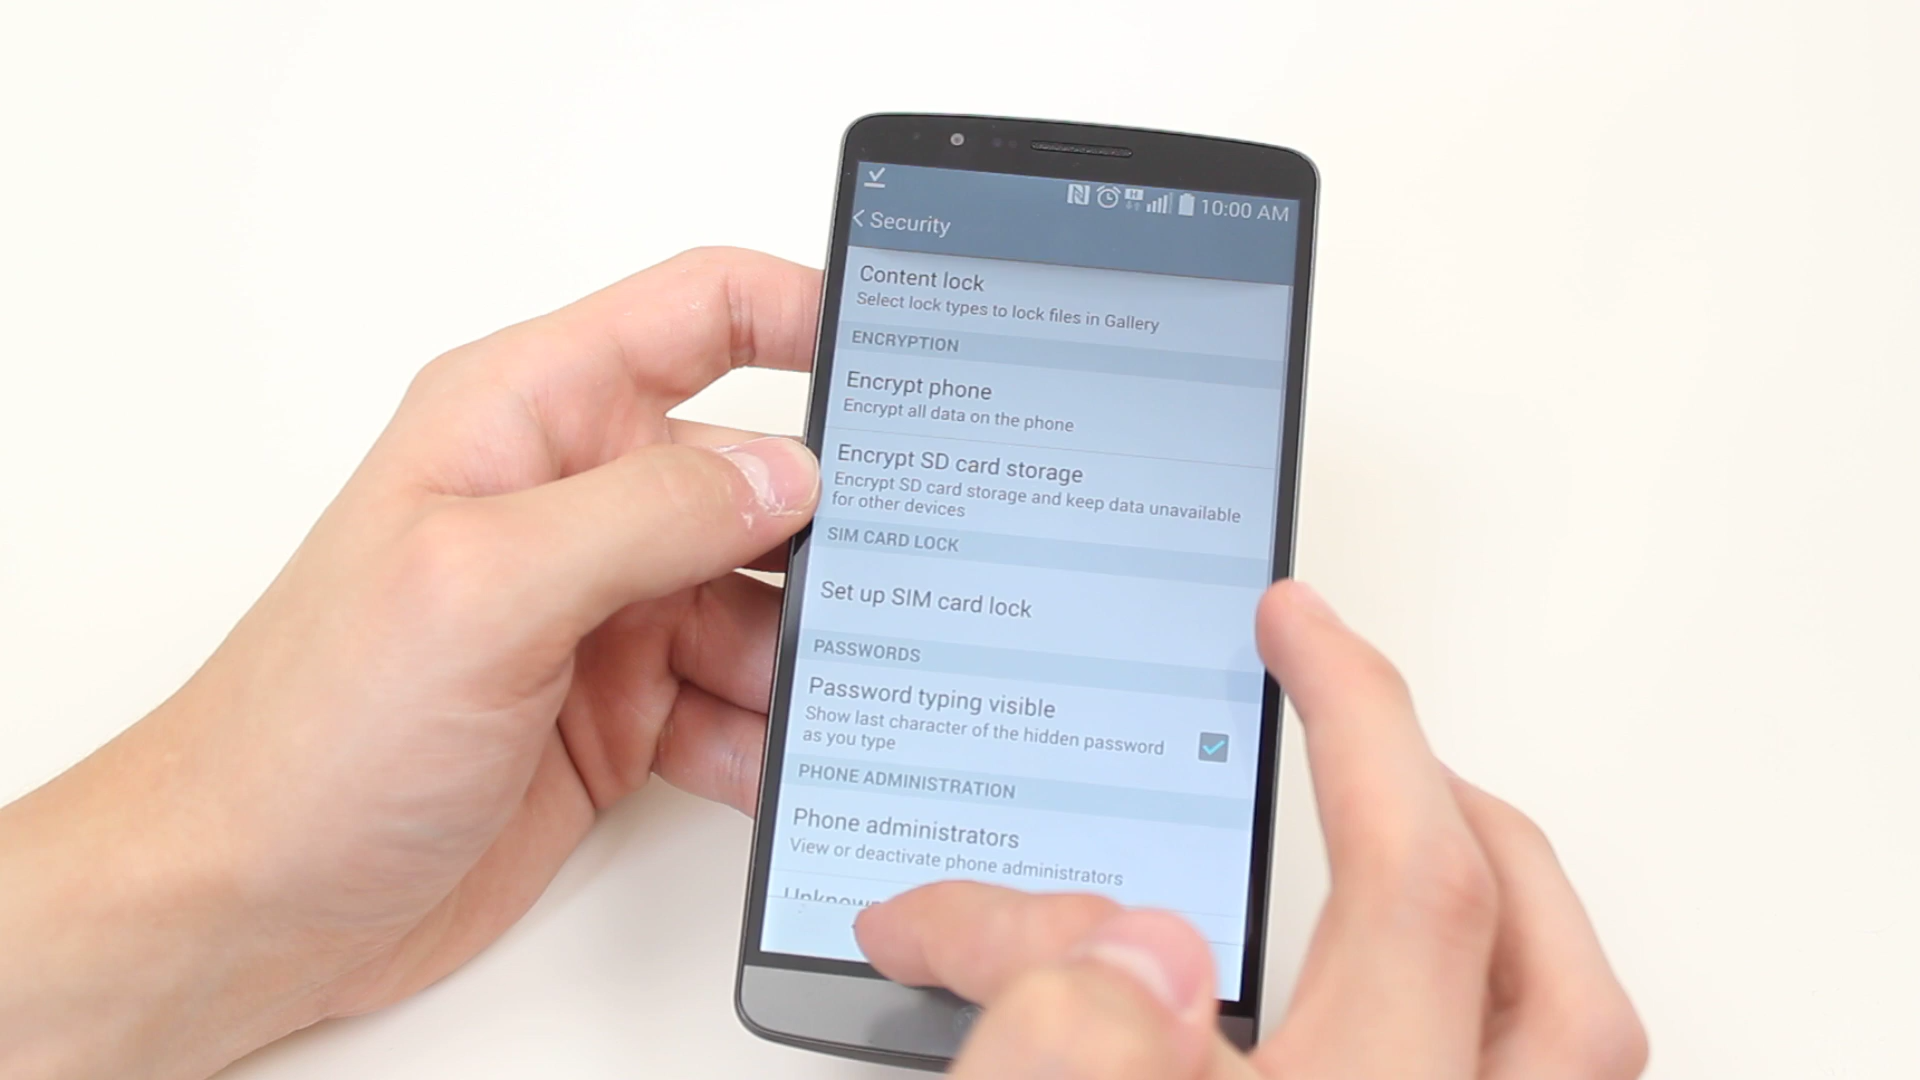 10:00 AM
Security
Content lock
Select lock types to lock files in Gallery
ENCRYPTION
Encrypt phone
Encrypt all data on the phone
Encrypt SD card storage
Encrypt SD card storage and keep data unavailable
for other devices
SIM CARD LOCK
Set up SIM card lock
PASSWORDS
Password typing visible
Show last character of the hidden password
as you type
PHONE ADMINISTRATION
Phone administrators
View or deactivate phone administrators